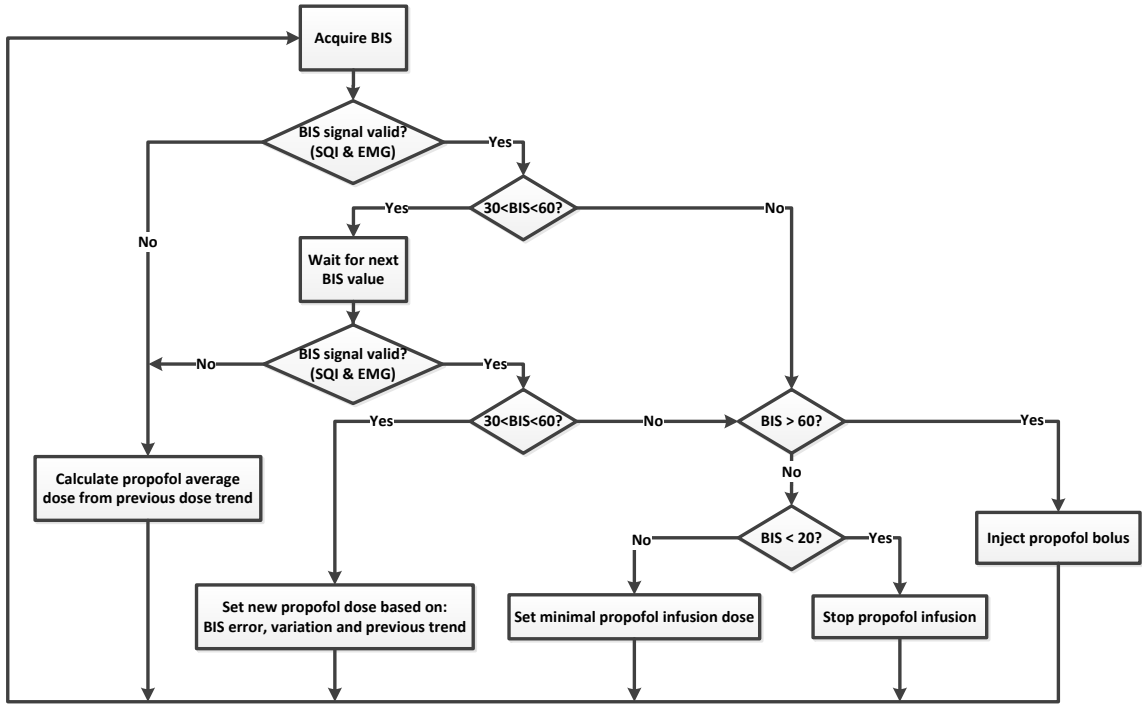 Acquire BIS
BIS signal valid?
(SQI & EMG)
Yes
30<BIS<60?
Yes
No
No
Wait for next
BIS value
BIS signal valid?
(SQI & EMG)
No
Yes
Yes
30<BIS<60?
No
BIS > 60?
Yes
Calculate propofol average
dose from previous dose trend
No
BIS < 20?
No
Yes
Inject propofol bolus
Set new propofol dose based on:
BIS error, variation and previous trend
Set minimal propofol infusion dose
Stop propofol infusion